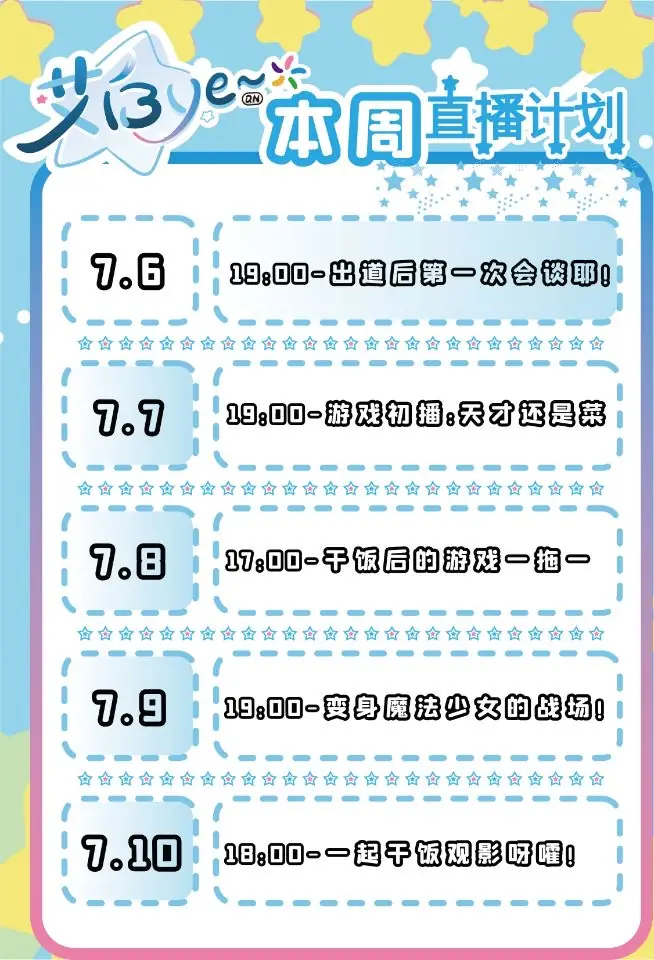 艾白ye~
QN
本周直播计划
7.6
19:00-出道后第一次会谈耶!
7.7
19:00-游戏初播:天才还是菜
7.8
17:00-干饭后的游戏一拖一
7.9
19:00-变身魔法少女的战场!
7.10
18:00-一起干饭观影呀嚯!